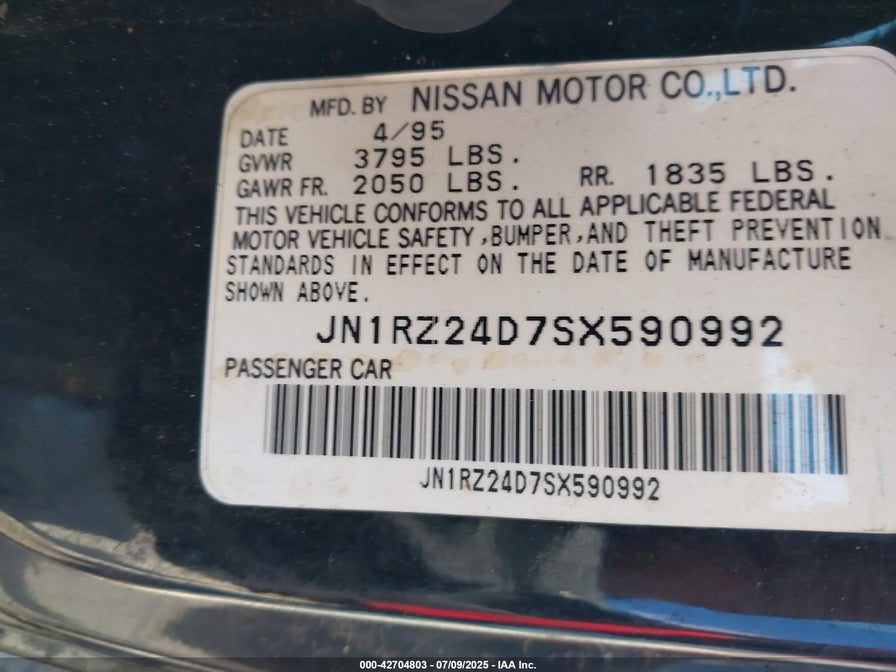 MFD. BY NISSAN MOTOR CO.,LTD.
DATE 4/95
GVWR 3795 LBS.
GAWR FR. 2050 LBS. RR. 1835 LBS.
THIS VEHICLE CONFORMS TO ALL APPLICABLE FEDERAL
MOTOR VEHICLE SAFETY,BUMPER,AND THEFT PREVENTION
STANDARDS IN EFFECT ON THE DATE OF MANUFACTURE
SHOWN ABOVE.
JN1RZ24D7SX590992
PASSENGER CAR
JN1RZ24D7SX590992
000-42704803 - 07/09/2025 - IAA Inc.